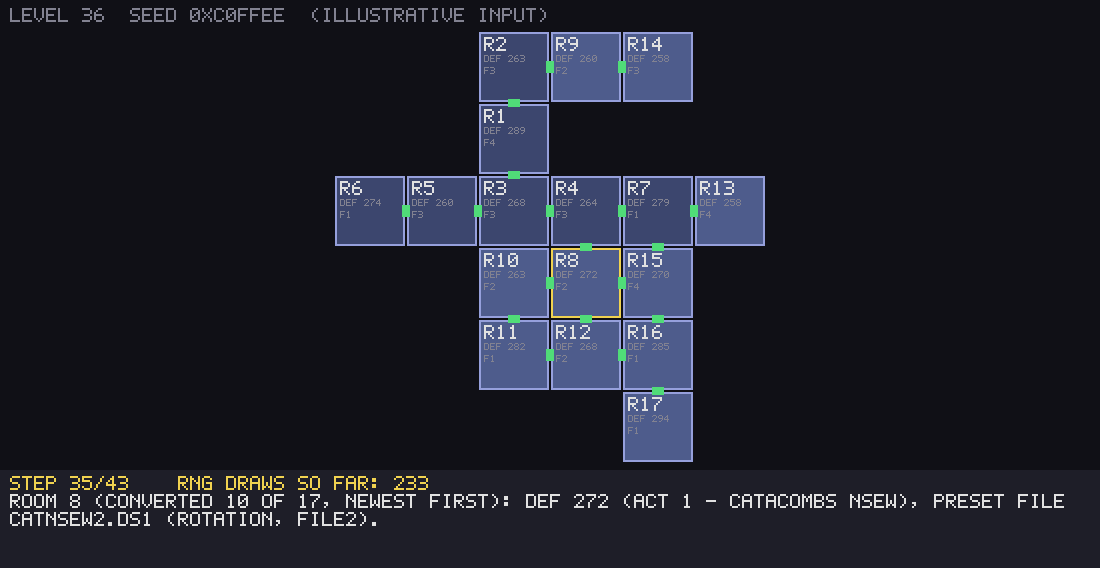 LEVEL 36 SEED 0XC0FFEE (ILLUSTRATIVE INPUT)
R2 R9 R14
DEF 263 DEF 260 DEF 258
F3 F2 F3
R1
DEF 289
F4
R6 R5 R3 R4 R7 R13
DEF 274 DEF 260 DEF 268 DEF 264 DEF 279 DEF 258
F1 F3 F3 F3 F1 F4
R10 R8 R15
DEF 263 DEF 272 DEF 270
F2 F2 F4
R11 R12 R16
DEF 282 DEF 268 DEF 285
F1 F2 F1
R17
DEF 294
F1
STEP 35/43 RNG DRAWS SO FAR: 233
ROOM 8 (CONVERTED 10 OF 17, NEWEST FIRST): DEF 272 (ACT 1 - CATACOMBS NSEW), PRESET FILE
CATNSEW2.DS1 (ROTATION, FILE2).